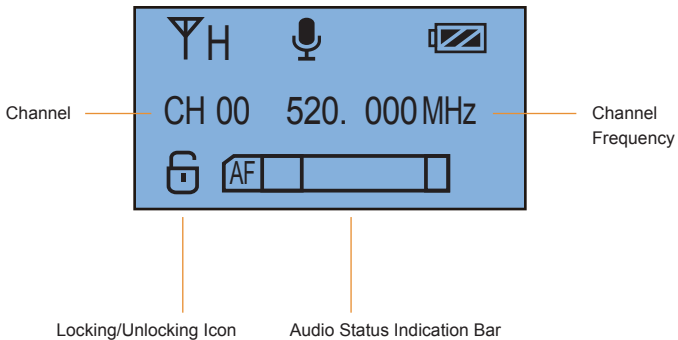 H
Channel
CH 00 520. 000 MHz
Channel
Frequency
AF
Locking/Unlocking Icon
Audio Status Indication Bar